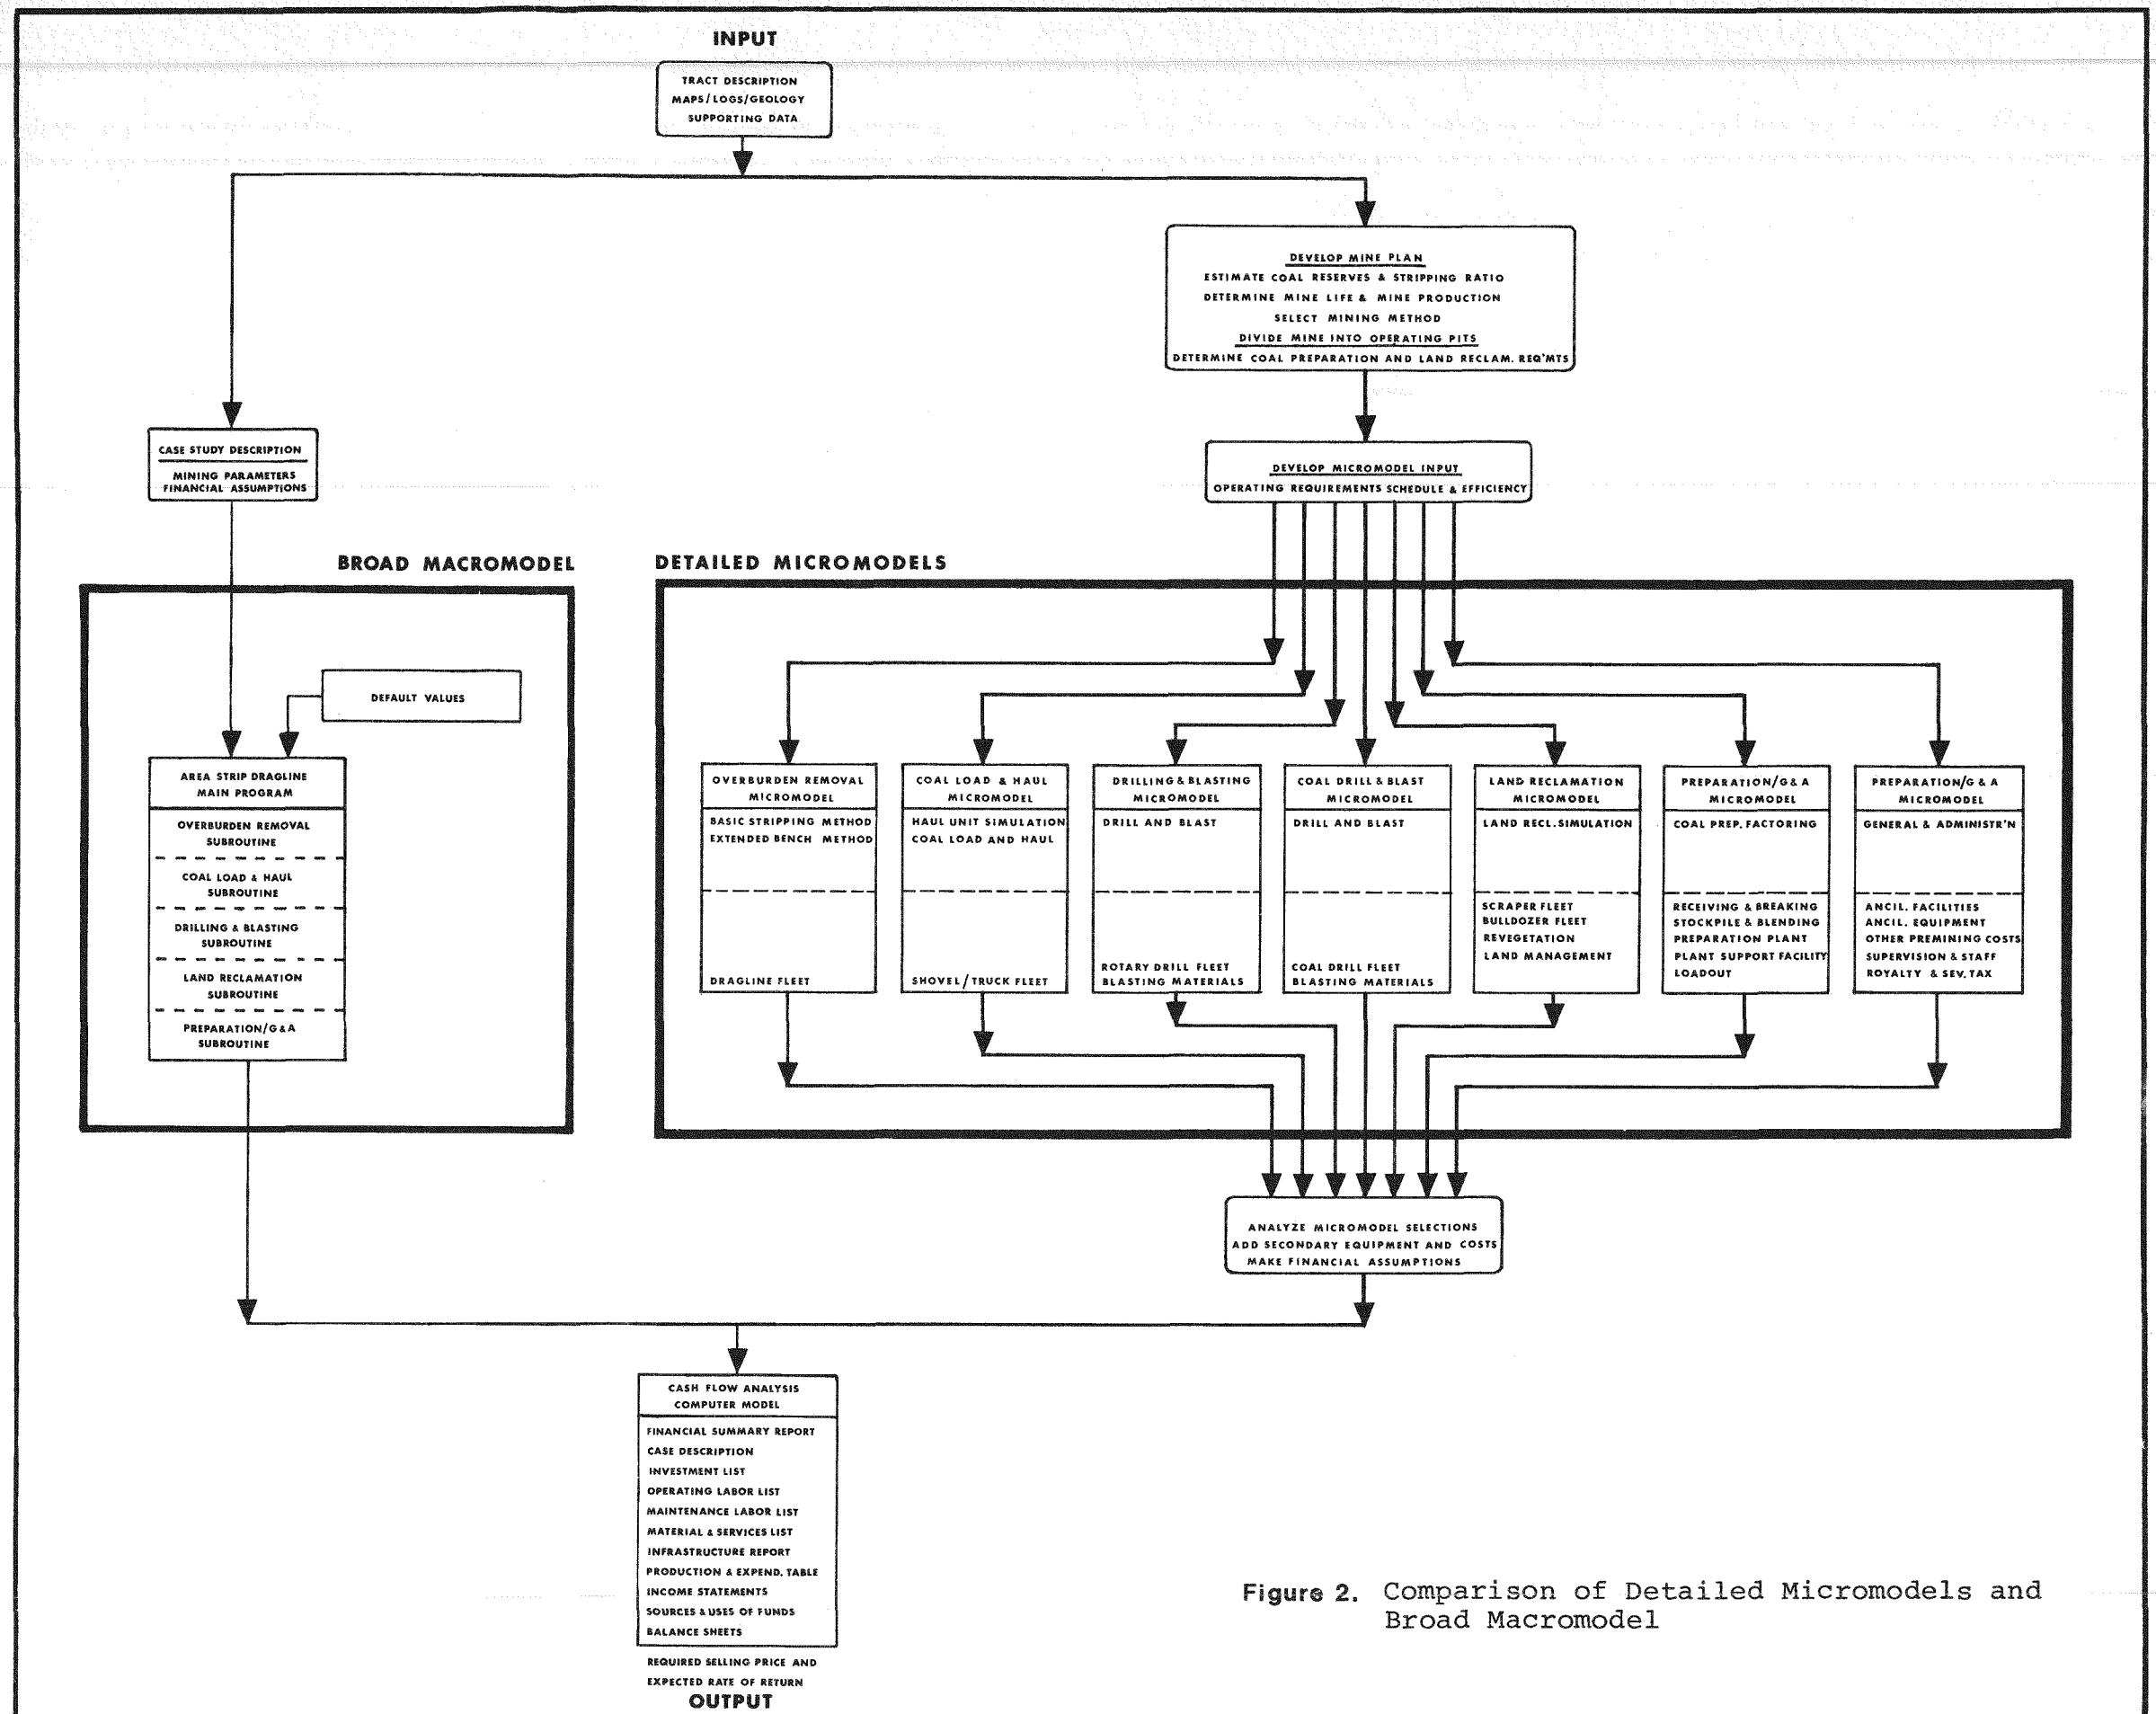 INPUT
TRACT DESCRIPTION
MAPS/LOGS/GEOLOGY
SUPPORTING DATA
DEVELOP MINE PLAN
ESTIMATE COAL RESERVES & STRIPPING RATIO
DETERMINE MINE LIFE & MINE PRODUCTION
SELECT MINING METHOD
DIVIDE MINE INTO OPERATING PITS
DETERMINE COAL PREPARATION AND LAND RECLAM. REQ'MTS
CASE STUDY DESCRIPTION
MINING PARAMETERS
FINANCIAL ASSUMPTIONS
DEVELOP MICROMODEL INPUT
OPERATING REQUIREMENTS SCHEDULE & EFFICIENCY
BROAD MACROMODEL
DEFAULT VALUES
AREA STRIP DRAGLINE
MAIN PROGRAM
OVERBURDEN REMOVAL
SUBROUTINE
COAL LOAD & HAUL
SUBROUTINE
DRILLING & BLASTING
SUBROUTINE
LAND RECLAMATION
SUBROUTINE
PREPARATION/G&A
SUBROUTINE
DETAILED MICROMODELS
OVERBURDEN REMOVAL
MICROMODEL
BASIC STRIPPING METHOD
EXTENDED BENCH METHOD
DRAGLINE FLEET
COAL LOAD & HAUL
MICROMODEL
HAUL UNIT SIMULATION
COAL LOAD AND HAUL
SHOVEL/TRUCK FLEET
DRILLING & BLASTING
MICROMODEL
DRILL AND BLAST
ROTARY DRILL FLEET
BLASTING MATERIALS
COAL DRILL & BLAST
MICROMODEL
DRILL AND BLAST
COAL DRILL FLEET
BLASTING MATERIALS
LAND RECLAMATION
MICROMODEL
LAND RECL. SIMULATION
SCRAPER FLEET
BULLDOZER FLEET
REVEGETATION
LAND MANAGEMENT
PREPARATION/G&A
MICROMODEL
COAL PREP. FACTORING
RECEIVING & BREAKING
STOCKPILE & BLENDING
PREPARATION PLANT
PLANT SUPPORT FACILITY
LOADOUT
PREPARATION/G & A
MICROMODEL
GENERAL & ADMINISTR'N
ANCIL. FACILITIES
ANCIL. EQUIPMENT
OTHER PREMINING COSTS
SUPERVISION & STAFF
ROYALTY & SEV. TAX
ANALYZE MICROMODEL SELECTIONS
ADD SECONDARY EQUIPMENT AND COSTS
MAKE FINANCIAL ASSUMPTIONS
CASH FLOW ANALYSIS
COMPUTER MODEL
FINANCIAL SUMMARY REPORT
CASE DESCRIPTION
INVESTMENT LIST
OPERATING LABOR LIST
MAINTENANCE LABOR LIST
MATERIAL & SERVICES LIST
INFRASTRUCTURE REPORT
PRODUCTION & EXPEND. TABLE
INCOME STATEMENTS
SOURCES & USES OF FUNDS
BALANCE SHEETS
REQUIRED SELLING PRICE AND
EXPECTED RATE OF RETURN
OUTPUT
Figure 2. Comparison of Detailed Micromodels and
Broad Macromodel